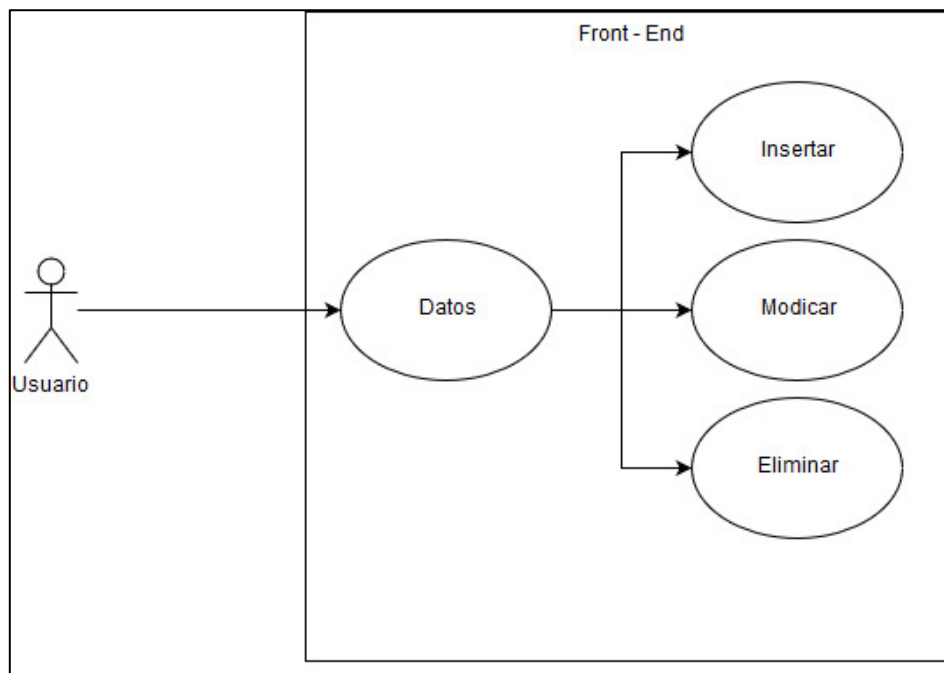 Front - End
Insertar
Datos
Modicar
Eliminar
Usuario